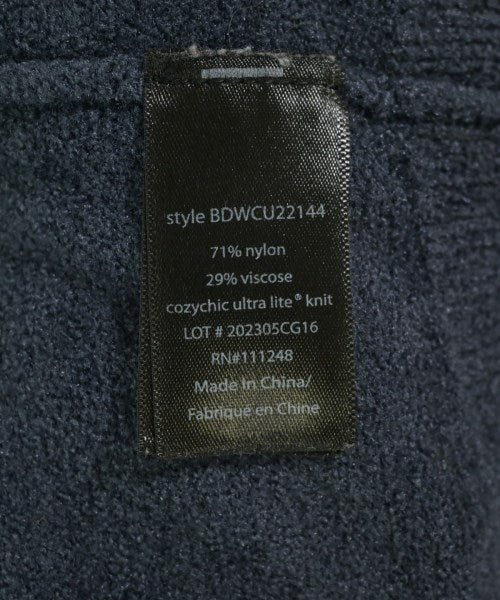 style BDWCU22144
71% nylon
29% viscose
cozychic ultra lite® knit
LOT # 202305CG16
RN#111248
Made in China/
Fabriqué en Chine